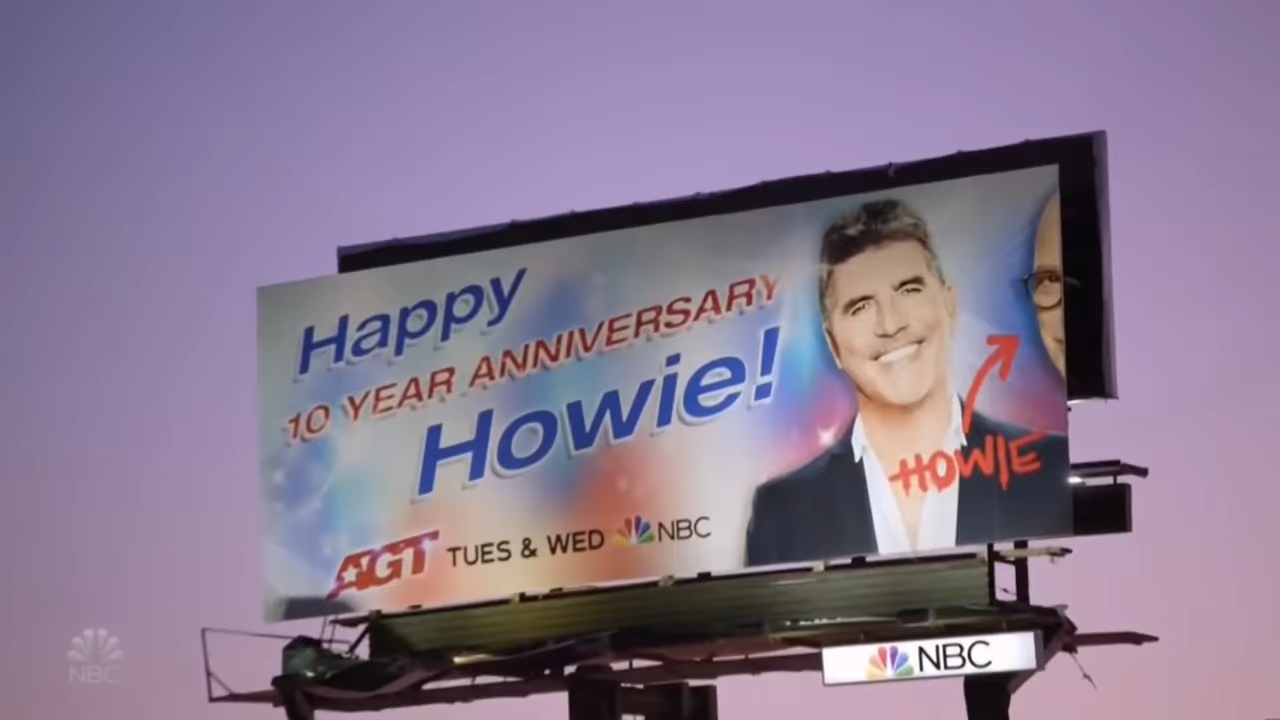 Happy
10 YEAR ANNIVERSARY
Howie!
HOWIE
AGT TUES & WED NBC
NBC
NBC